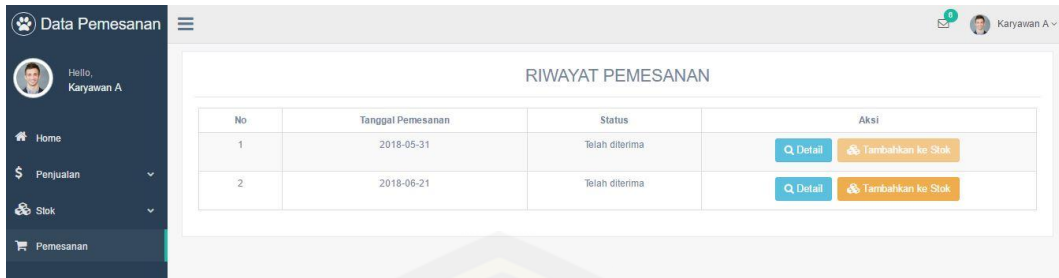 Data Pemesanan
6
Karyawan A
Hello,
Karyawan A
Home
Penjualan
Stok
Pemesanan
RIWAYAT PEMESANAN
No Tanggal Pemesanan Status Aksi
1 2018-05-31 Telah diterima Detail Tambahkan ke Stok
2 2018-06-21 Telah diterima Detail Tambahkan ke Stok